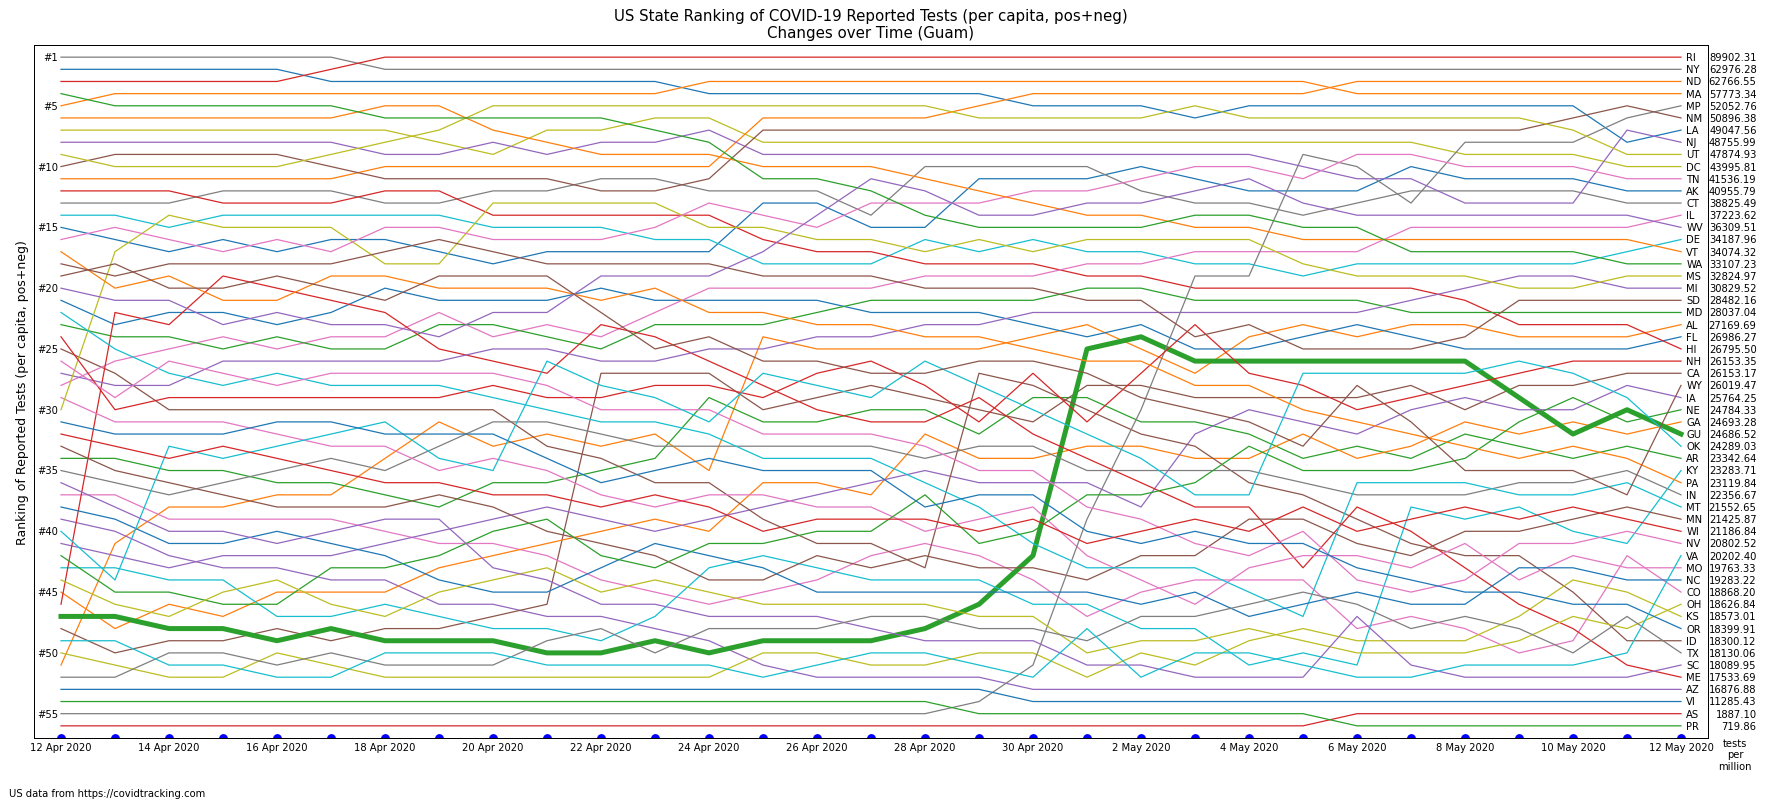 US State Ranking of COVID-19 Reported Tests (per capita, pos+neg)
Changes over Time (Guam)
Ranking of Reported Tests (per capita, pos+neg)
#1
#5
#10
#15
#20
#25
#30
#35
#40
#45
#50
#55
RI 89902.31
NY 62976.28
ND 62766.55
MA 57773.34
MP 52052.76
NM 50896.38
LA 49047.56
NJ 48755.99
UT 47874.93
DC 43995.81
TN 41536.19
AK 40955.79
CT 38825.49
IL 37223.62
WV 36309.51
DE 34187.96
VT 34074.32
WA 33107.23
MS 32824.97
MI 30829.52
SD 28482.16
MD 28037.04
AL 27169.69
FL 26986.27
HI 26795.50
NH 26153.35
CA 26153.17
WY 26019.47
IA 25764.25
NE 24784.33
GA 24693.28
GU 24686.52
OK 24289.03
AR 23342.64
KY 23283.71
PA 23119.84
IN 22356.67
MT 21552.65
MN 21425.87
WI 21186.84
NV 20802.52
VA 20202.40
MO 19763.33
NC 19283.22
CO 18868.20
OH 18626.84
KS 18573.01
OR 18399.91
ID 18300.12
TX 18130.06
SC 18089.95
ME 17533.69
AZ 16876.88
VI 11285.43
AS 1887.10
PR 719.86
12 Apr 2020
14 Apr 2020
16 Apr 2020
18 Apr 2020
20 Apr 2020
22 Apr 2020
24 Apr 2020
26 Apr 2020
28 Apr 2020
30 Apr 2020
2 May 2020
4 May 2020
6 May 2020
8 May 2020
10 May 2020
12 May 2020
tests
per
million
US data from https://covidtracking.com